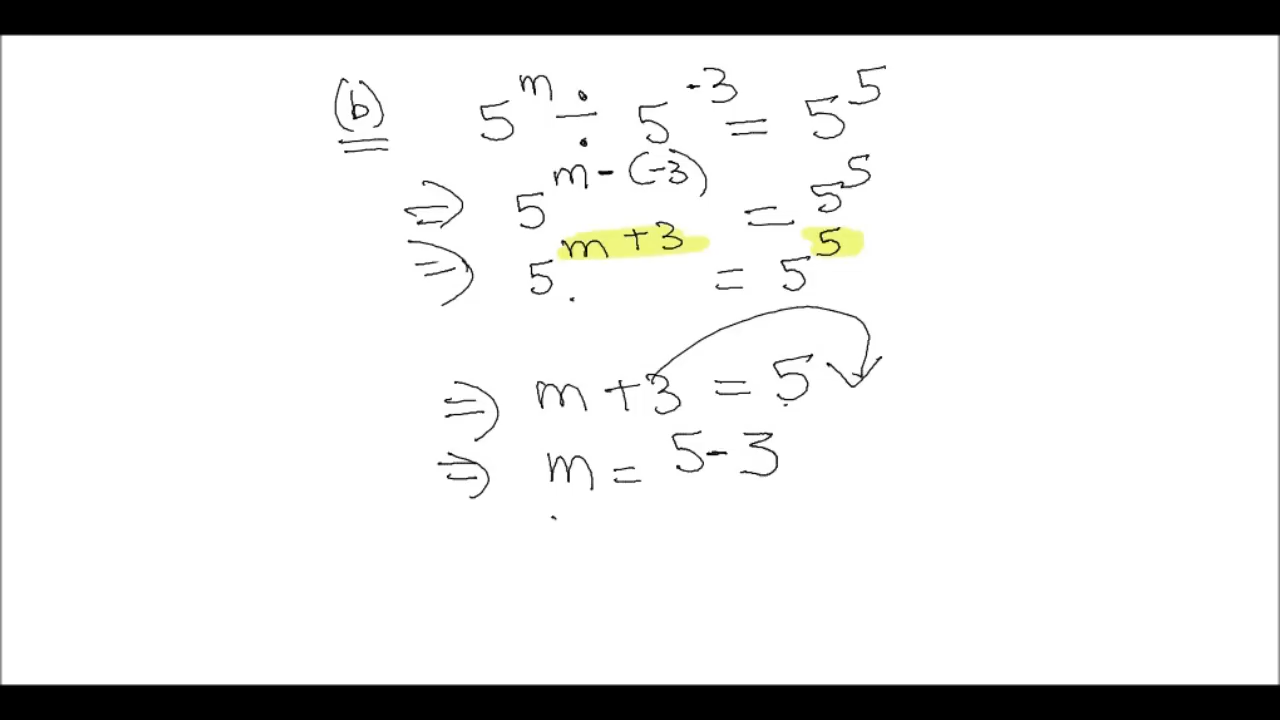 (b) 5^m ÷ 5^-3 = 5^5
⇒ 5^m-(-3) = 5^5
⇒ 5^m+3 = 5^5
⇒ m+3 = 5
⇒ m = 5-3